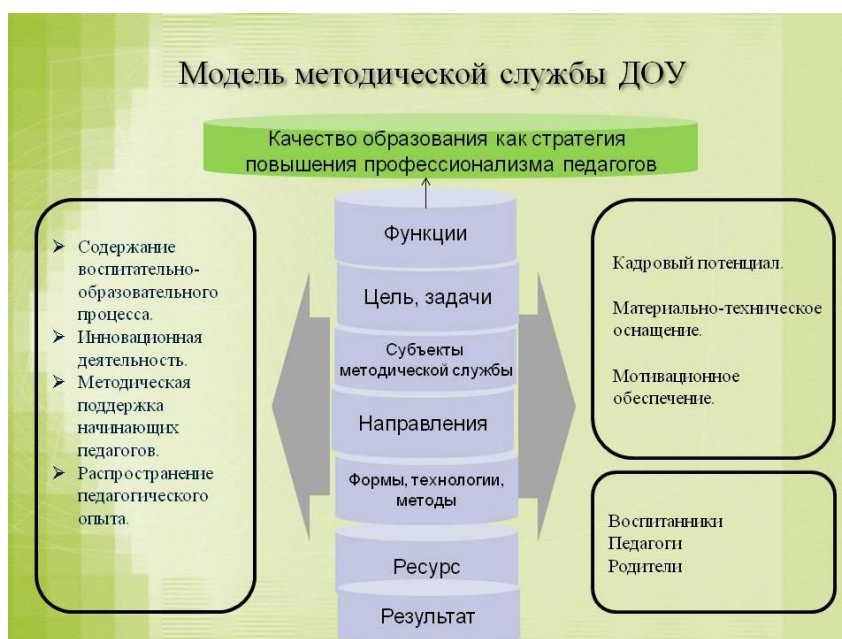 Модель методической службы ДОУ
Качество образования как стратегия
повышения профессионализма педагогов
➢ Содержание
воспитательно-
образовательного
процесса.
➢ Инновационная
деятельность.
➢ Методическая
поддержка
начинающих
педагогов.
➢ Распространение
педагогического
опыта.
Функции
Цель, задачи
Субъекты
методической службы
Направления
Формы, технологии,
методы
Ресурс
Результат
Кадровый потенциал.
Материально-техническое
оснащение.
Мотивационное
обеспечение.
Воспитанники
Педагоги
Родители